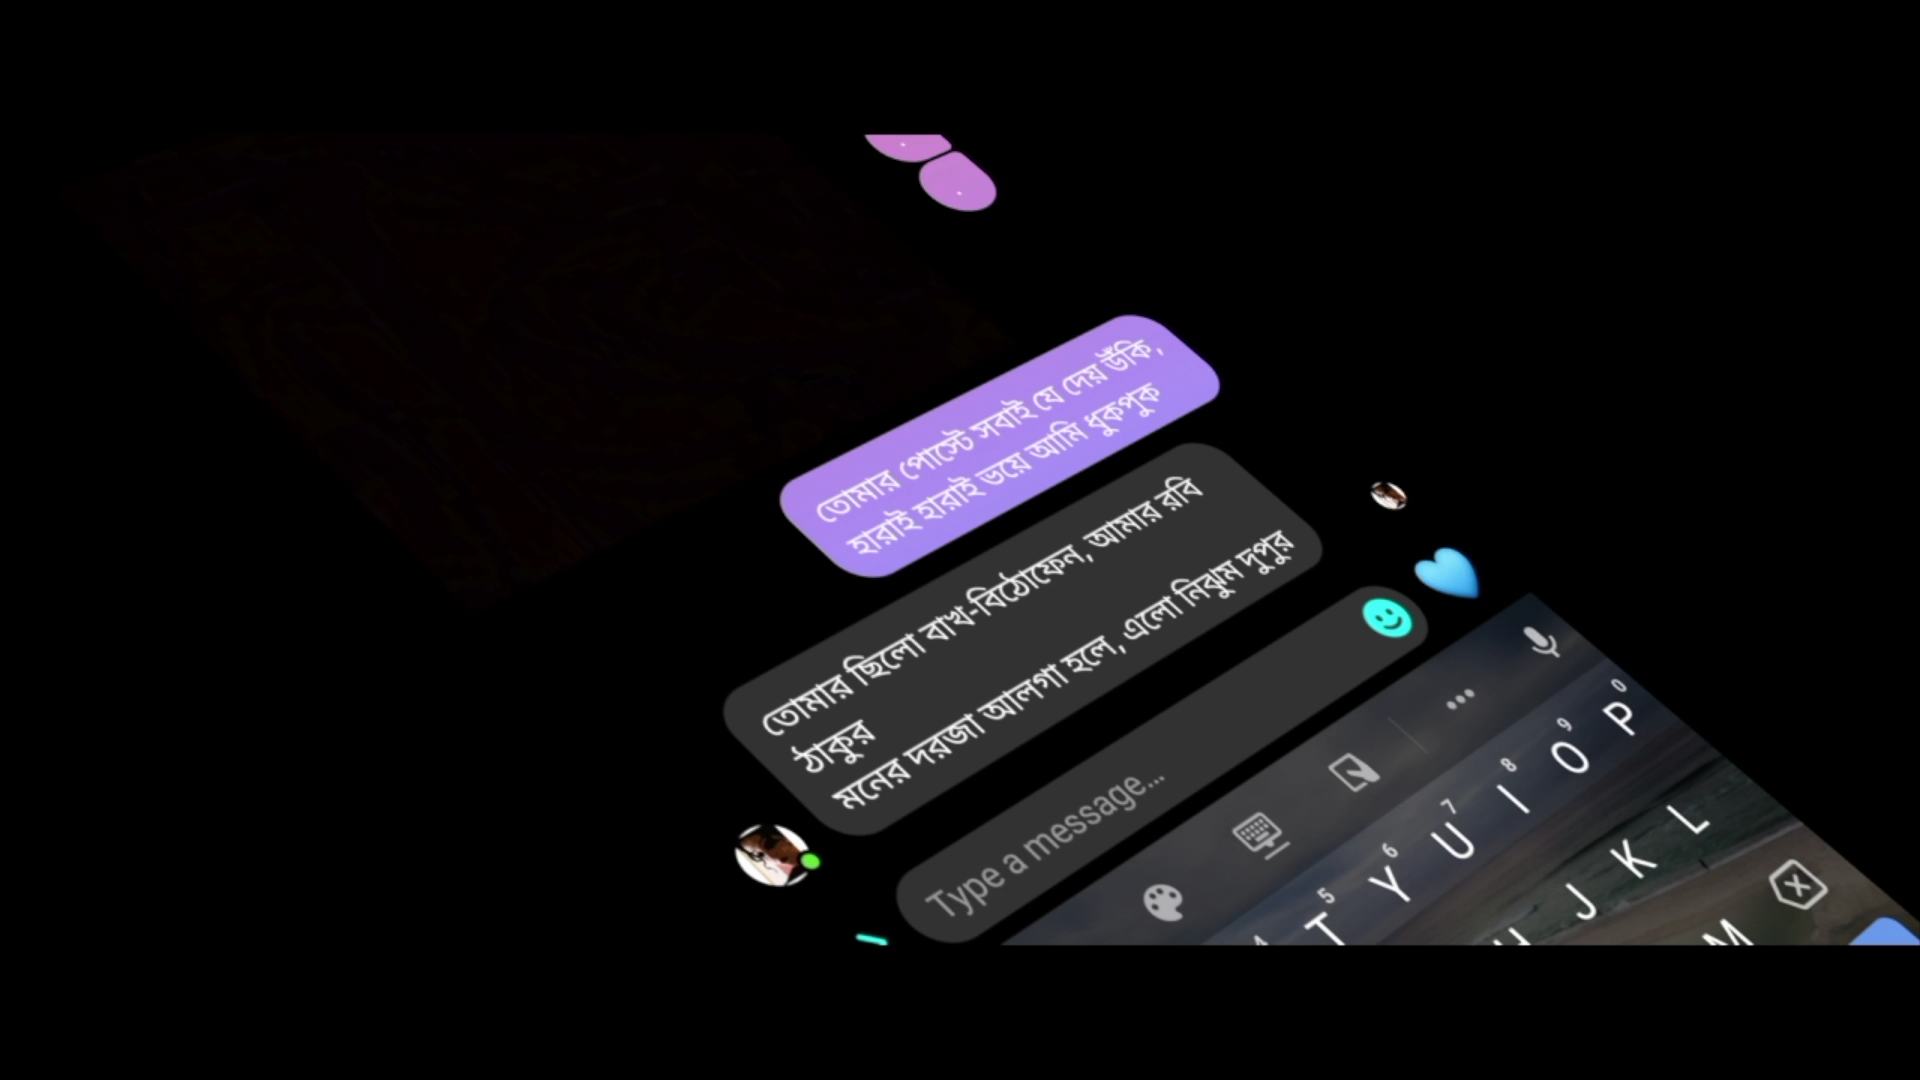 তোমার পোস্টে সবাই যে দেয় উঁকি,
হারাই হারাই ভয়ে আমি ধুকপুক
তোমার ছিলো বাখ-বিঠোফেন, আমার রবি
ঠাকুর
মনের দরজা আলগা হলে, এলো নিঝুম দুপুর
Type a message...
5 6 7 8 9 0
T Y U I O P
J K L
M